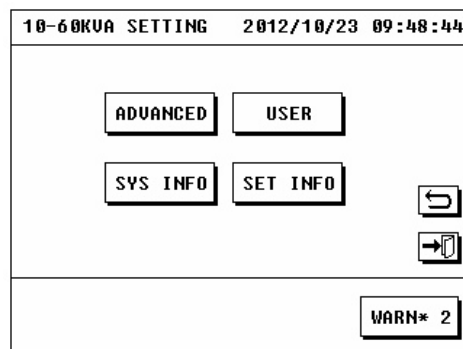 10-60KVA SETTING 2012/10/23 09:48:44
ADVANCED USER
SYS INFO SET INFO
WARN* 2